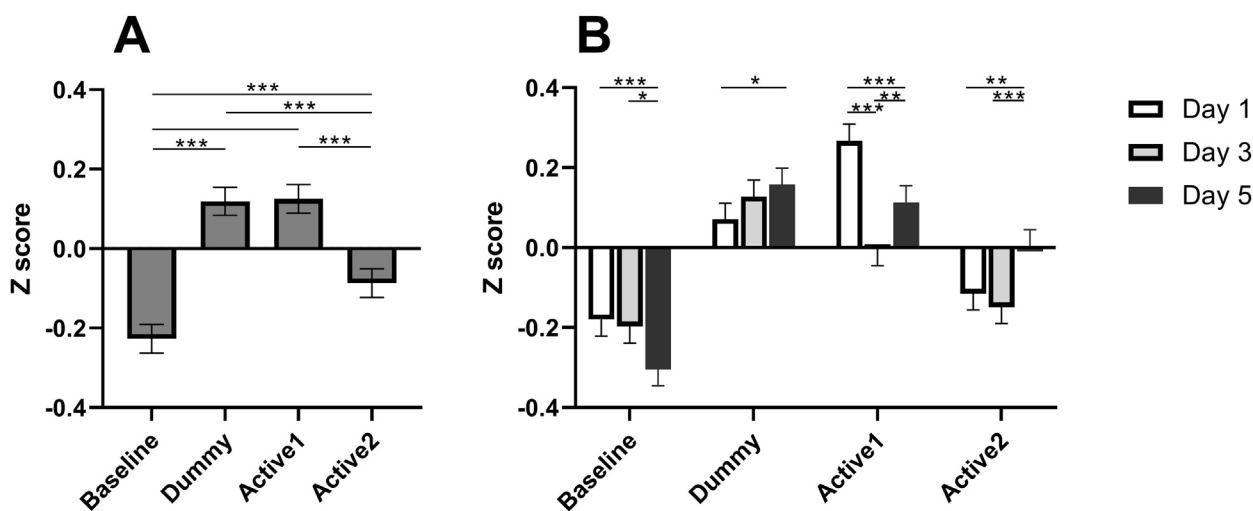 A
Z score
0.4
0.2
0.0
-0.2
-0.4
***
***
*** ***
Baseline
Dummy
Active1
Active2
B
Z score
0.4
0.2
0.0
-0.2
-0.4
*** * *** **
* *** ** ***
Baseline
Dummy
Active1
Active2
Day 1
Day 3
Day 5